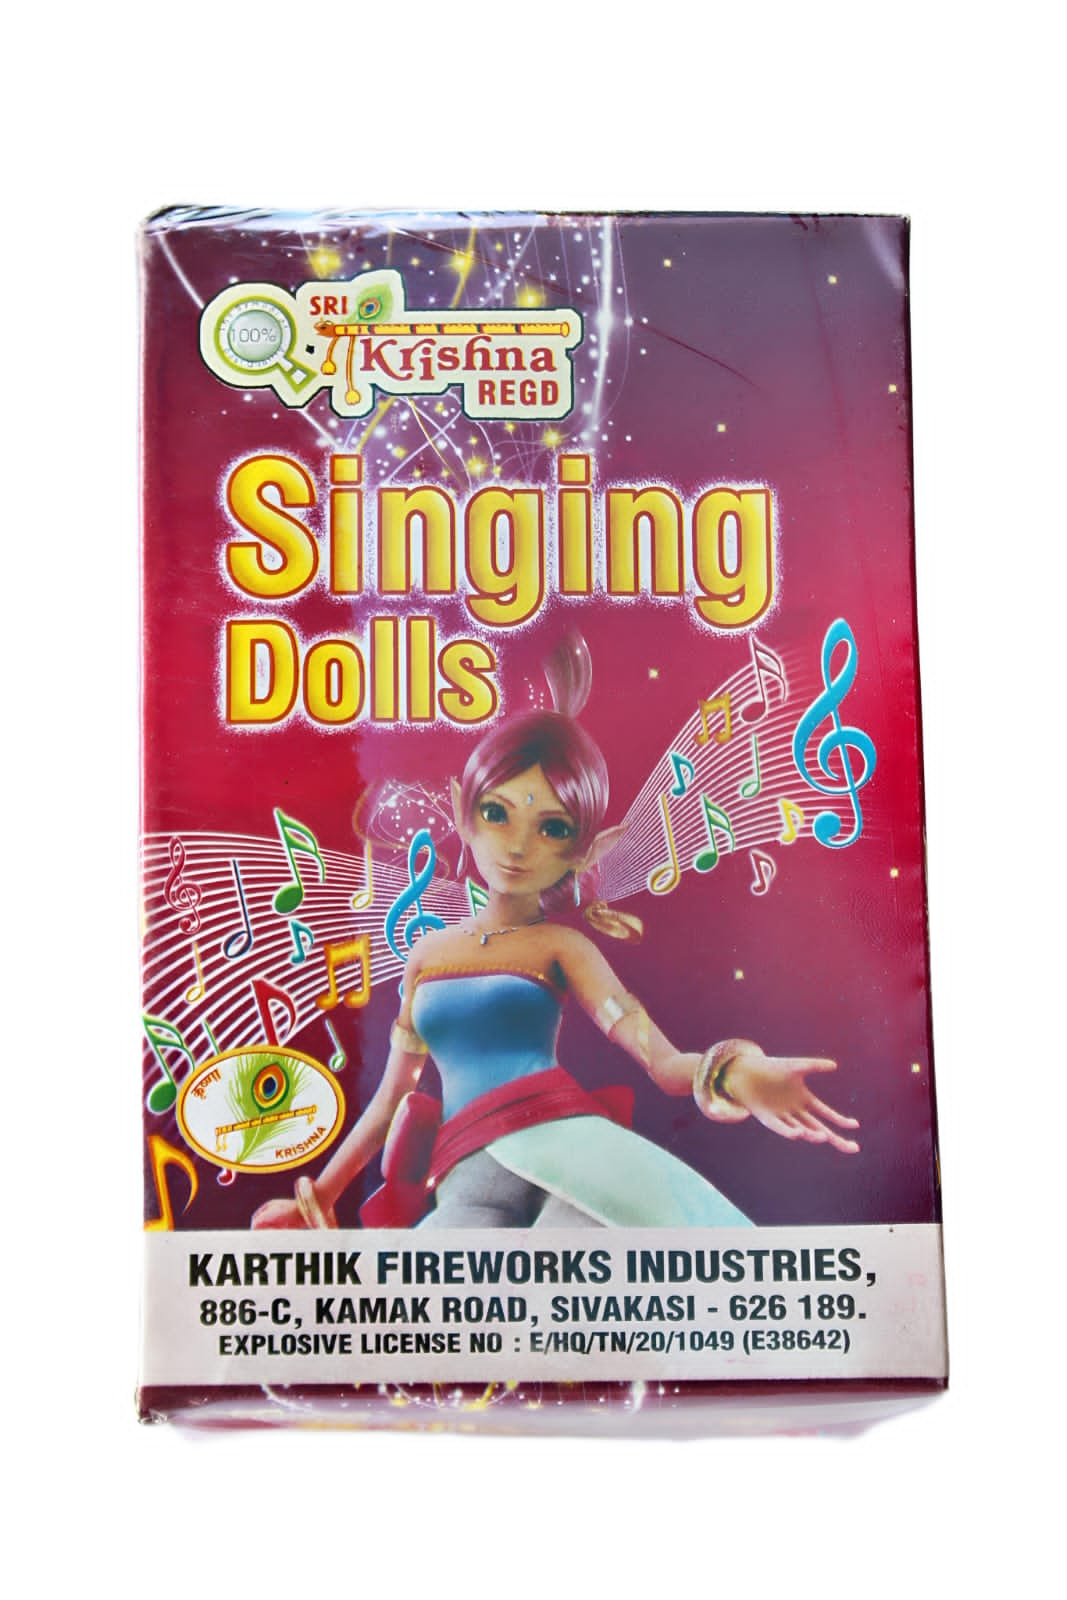 100%
SRI
Krishna
REGD
Singing
Dolls
कृष्णा
KRISHNA
KARTHIK FIREWORKS INDUSTRIES,
886-C, KAMAK ROAD, SIVAKASI - 626 189.
EXPLOSIVE LICENSE NO : E/HQ/TN/20/1049 (E38642)